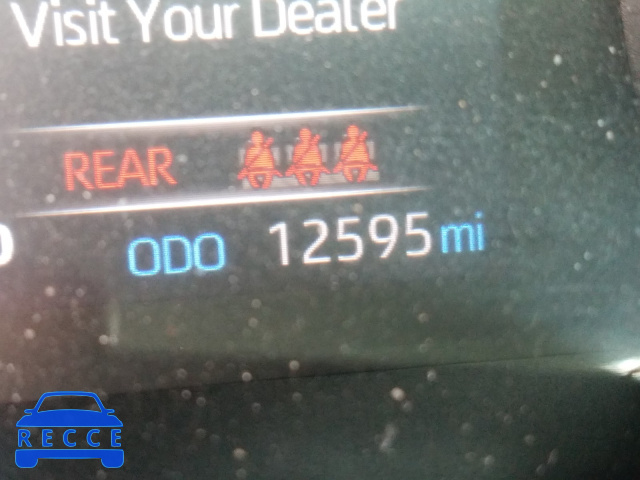 Visit Your Dealer
REAR
ODO 12595 mi
RECCE